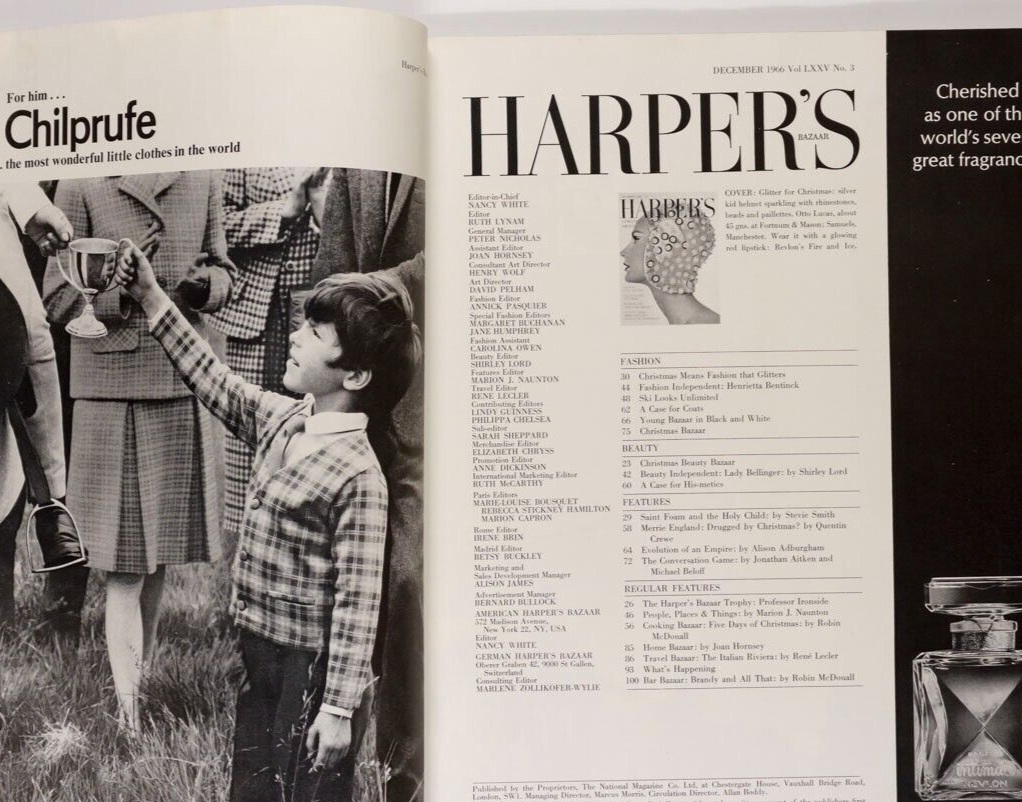 For him . . .
Chilprufe
. the most wonderful little clothes in the world
Harper's
DECEMBER 1966 Vol LXXV No. 3
HARPER'S
BAZAAR
Editor-in-Chief
NANCY WHITE
Editor
RUTH LYNAM
General Manager
PETER NICHOLAS
Assistant Editor
JOAN HORNSEY
Consultant Art Director
HENRY WOLF
Art Director
DAVID PELHAM
Fashion Editor
ANNICK PASQUIER
Special Fashion Editors
MARGARET BUCHANAN
JANE HUMPHREY
Fashion Assistant
CAROLINA OWEN
Beauty Editor
SHIRLEY LORD
Features Editor
MARION J. NAUNTON
Travel Editor
RENE LECLER
Contributing Editors
LINDY GUINNESS
PHILIPPA CHELSEA
Sub-editor
SARAH SHEPPARD
Merchandise Editor
ELIZABETH CHRYSS
Promotion Editor
ANNE DICKINSON
International Marketing Editor
RUTH McCARTHY
Paris Editors
MARIE-LOUISE BOUSQUET
REBECCA STICKNEY HAMILTON
MARION CAPRON
Rome Editor
IRENE BRIN
Madrid Editor
BETSY BUCKLEY
Marketing and
Sales Development Manager
ALISON JAMES
Advertisement Manager
BERNARD BULLOCK
AMERICAN HARPER'S BAZAAR
572 Madison Avenue,
New York 22, NY, USA
Editor
NANCY WHITE
GERMAN HARPER'S BAZAAR
Oberer Graben 42, 9000 St Gallen,
Switzerland
Consulting Editor
MARLENE ZOLLIKOFER-WYLIE
HARPER'S
COVER: Glitter for Christmas: silver
kid helmet sparkling with rhinestones,
beads and paillettes. Otto Lucas, about
45 gns, at Fortnum & Mason; Samuels,
Manchester. Wear it with a glowing
red lipstick: Revlon's Fire and Ice.
FASHION
30 Christmas Means Fashion that Glitters
44 Fashion Independent: Henrietta Bentinck
48 Ski Looks Unlimited
62 A Case for Coats
66 Young Bazaar in Black and White
75 Christmas Bazaar
BEAUTY
23 Christmas Beauty Bazaar
42 Beauty Independent: Lady Bellinger: by Shirley Lord
60 A Case for His-metics
FEATURES
29 Saint Foam and the Holy Child: by Stevie Smith
58 Merrie England: Drugged by Christmas? by Quentin
Crewe
64 Evolution of an Empire: by Alison Adburgham
72 The Conversation Game: by Jonathan Aitken and
Michael Beloff
REGULAR FEATURES
26 The Harper's Bazaar Trophy: Professor Ironside
46 People, Places & Things: by Marion J. Naunton
56 Cooking Bazaar: Five Days of Christmas: by Robin
McDouall
85 Home Bazaar: by Joan Hornsey
86 Travel Bazaar: The Italian Riviera: by René Lecler
93 What's Happening
100 Bar Bazaar: Brandy and All That: by Robin McDouall
Published by the Proprietors, The National Magazine Co. Ltd, at Chestergate House, Vauxhall Bridge Road,
London, SW1. Managing Director, Marcus Morris. Circulation Director, Allan Boddy.
Cherished
as one of th
world's seve
great fragranc
intimate
REVLON